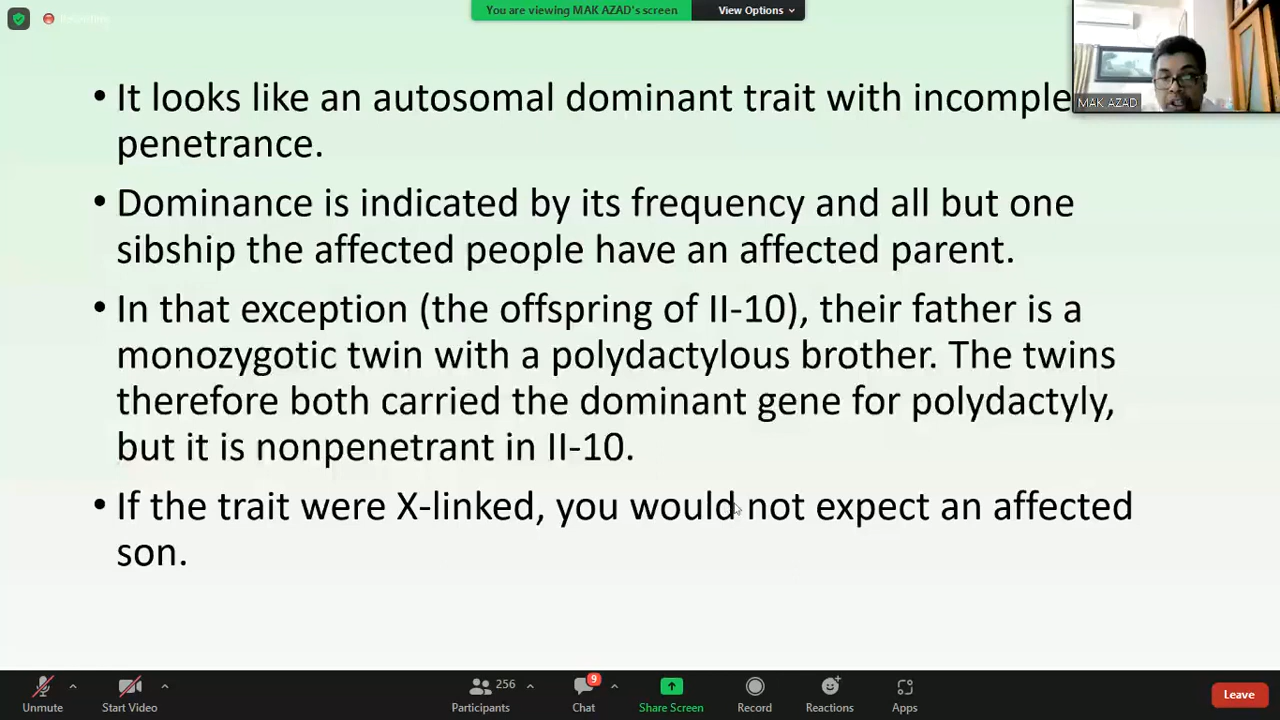 Recording
You are viewing MAK AZAD's screen
View Options
MAK AZAD
• It looks like an autosomal dominant trait with incomple
penetrance.
• Dominance is indicated by its frequency and all but one
sibship the affected people have an affected parent.
• In that exception (the offspring of II-10), their father is a
monozygotic twin with a polydactylous brother. The twins
therefore both carried the dominant gene for polydactyly,
but it is nonpenetrant in II-10.
• If the trait were X-linked, you would not expect an affected
son.
Unmute
Start Video
256
Participants
9
Chat
Share Screen
Record
Reactions
Apps
Leave